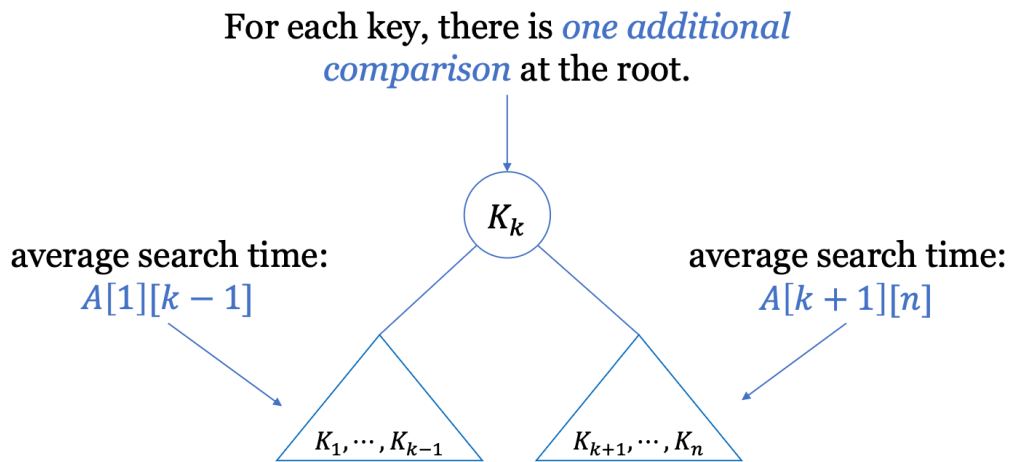 For each key, there is one additional
comparison at the root.
K_k
average search time:
A[1][k − 1]
average search time:
A[k + 1][n]
K_1, ⋯ , K_{k−1}
K_{k+1}, ⋯ , K_n